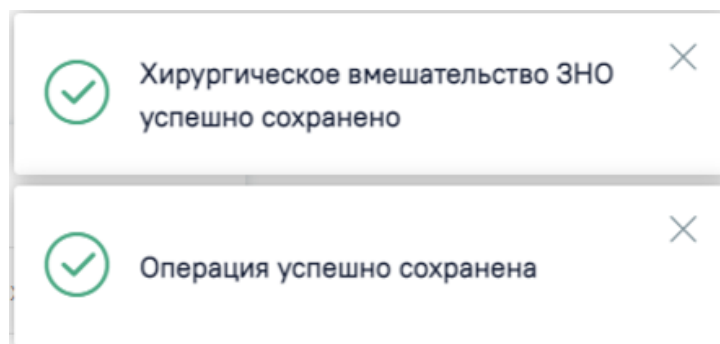 Хирургическое вмешательство ЗНО
успешно сохранено
Операция успешно сохранена